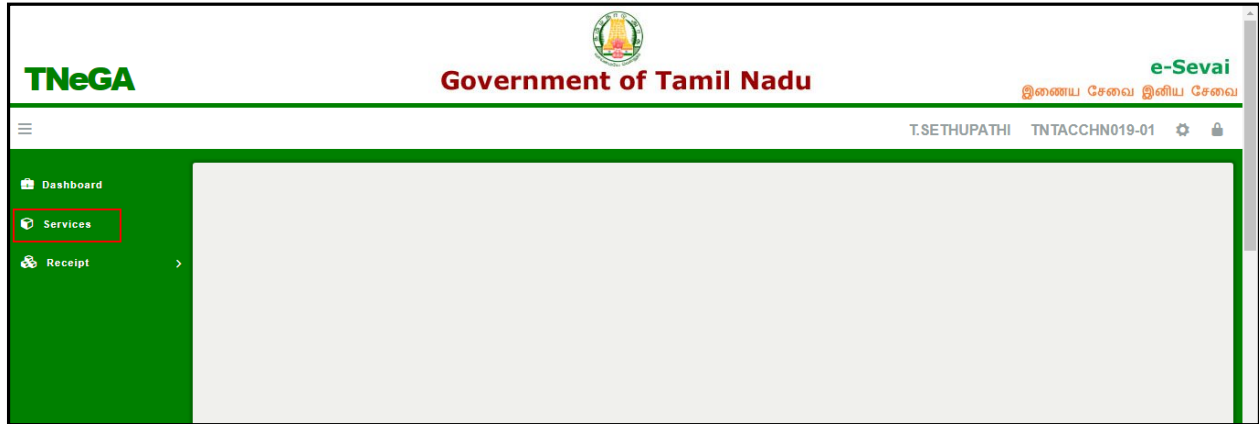 TNeGA
Government of Tamil Nadu
e-Sevai
இணைய சேவை இனிய சேவை
T.SETHUPATHI TNTACCHN019-01
Dashboard
Services
Receipt